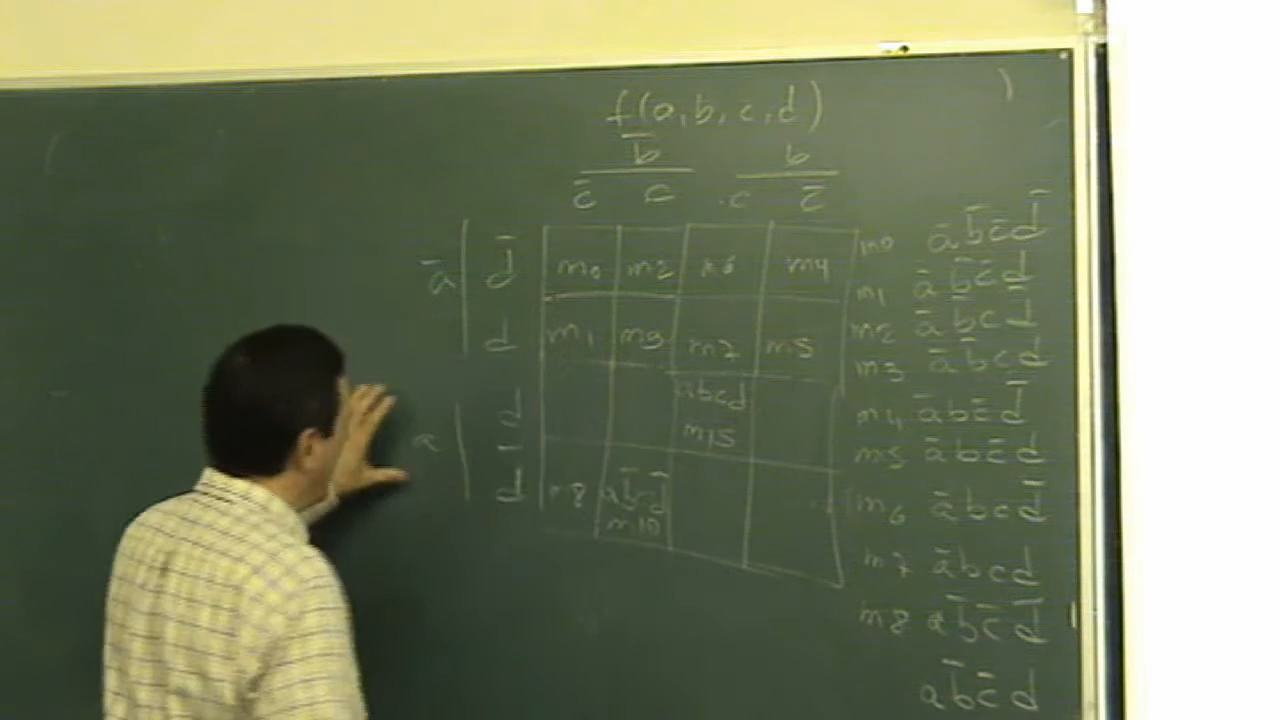 f(a,b,c,d)
b̄ b
c̄ c c c̄
ā d̄ m0 m2 m6 m4
d m1 m3 m7 m5
a d abcd
m15
d̄ m8 ab̄cd̄
m10
m0 āb̄c̄d̄
m1 āb̄c̄d
m2 āb̄cd̄
m3 āb̄cd
m4 ābc̄d̄
m5 ābc̄d
m6 ābcd̄
m7 ābcd
m8 ab̄c̄d̄
ab̄c̄d